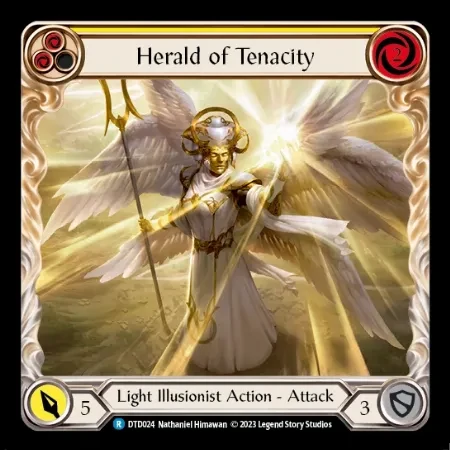 Herald of Tenacity
2
Light Illusionist Action - Attack
5
3
R DTD024 Nathaniel Himawan © 2023 Legend Story Studios